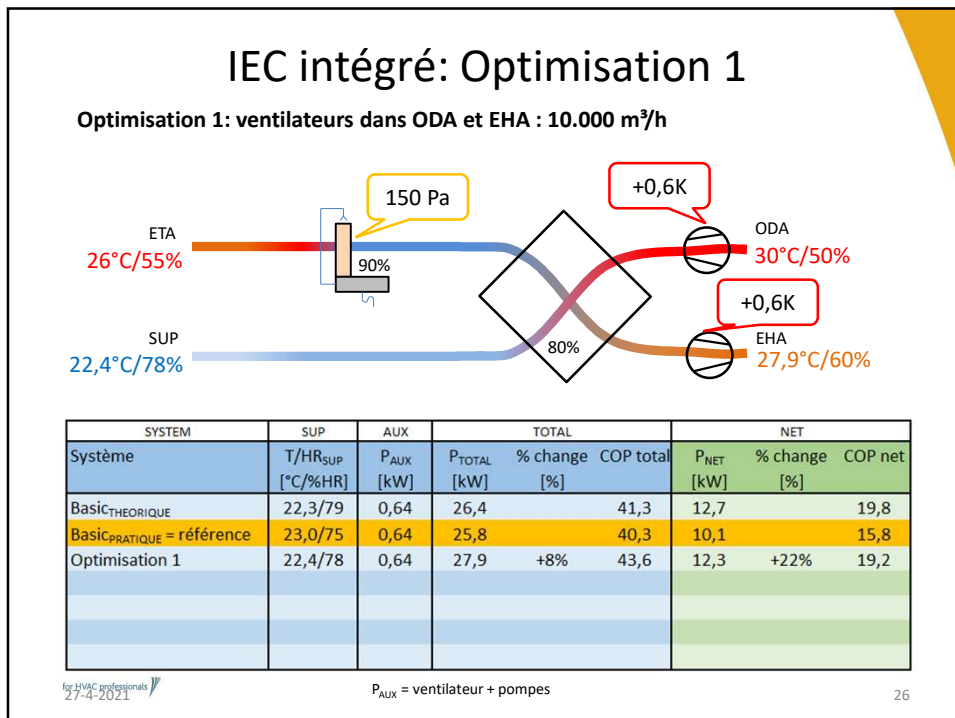 IEC intégré: Optimisation 1
Optimisation 1: ventilateurs dans ODA et EHA : 10.000 m³/h
150 Pa
+0,6K
ETA
26°C/55%
90%
ODA
30°C/50%
+0,6K
SUP
22,4°C/78%
80%
EHA
27,9°C/60%
SYSTEM SUP AUX TOTAL NET
Système T/HR_SUP P_AUX P_TOTAL % change COP total P_NET % change COP net
[°C/%HR] [kW] [kW] [%] [kW] [%]
Basic_THEORIQUE 22,3/79 0,64 26,4 41,3 12,7 19,8
Basic_PRATIQUE = référence 23,0/75 0,64 25,8 40,3 10,1 15,8
Optimisation 1 22,4/78 0,64 27,9 +8% 43,6 12,3 +22% 19,2
for HVAC professionals
27-4-2021
P_AUX = ventilateur + pompes
26